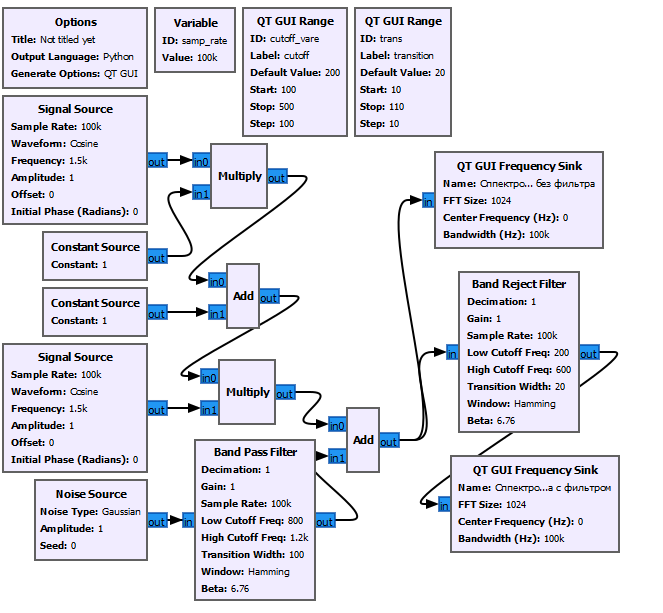 Options
Title: Not titled yet
Output Language: Python
Generate Options: QT GUI
Variable
ID: samp_rate
Value: 100k
QT GUI Range
ID: cutoff_vare
Label: cutoff
Default Value: 200
Start: 100
Stop: 500
Step: 100
QT GUI Range
ID: trans
Label: transition
Default Value: 20
Start: 10
Stop: 110
Step: 10
Signal Source
Sample Rate: 100k
Waveform: Cosine
Frequency: 1.5k
Amplitude: 1
Offset: 0
Initial Phase (Radians): 0
out
in0
in1
Multiply
out
Constant Source
Constant: 1
out
Constant Source
Constant: 1
out
in0
in1
Add
out
Signal Source
Sample Rate: 100k
Waveform: Cosine
Frequency: 1.5k
Amplitude: 1
Offset: 0
Initial Phase (Radians): 0
out
in0
in1
Multiply
out
in0
in1
Add
out
Noise Source
Noise Type: Gaussian
Amplitude: 1
Seed: 0
out
in
Band Pass Filter
Decimation: 1
Gain: 1
Sample Rate: 100k
Low Cutoff Freq: 800
High Cutoff Freq: 1.2k
Transition Width: 100
Window: Hamming
Beta: 6.76
out
in
QT GUI Frequency Sink
Name: Сппектро... без фильтра
FFT Size: 1024
Center Frequency (Hz): 0
Bandwidth (Hz): 100k
in
Band Reject Filter
Decimation: 1
Gain: 1
Sample Rate: 100k
Low Cutoff Freq: 200
High Cutoff Freq: 600
Transition Width: 20
Window: Hamming
Beta: 6.76
out
in
QT GUI Frequency Sink
Name: Сппектро...а с фильтром
FFT Size: 1024
Center Frequency (Hz): 0
Bandwidth (Hz): 100k